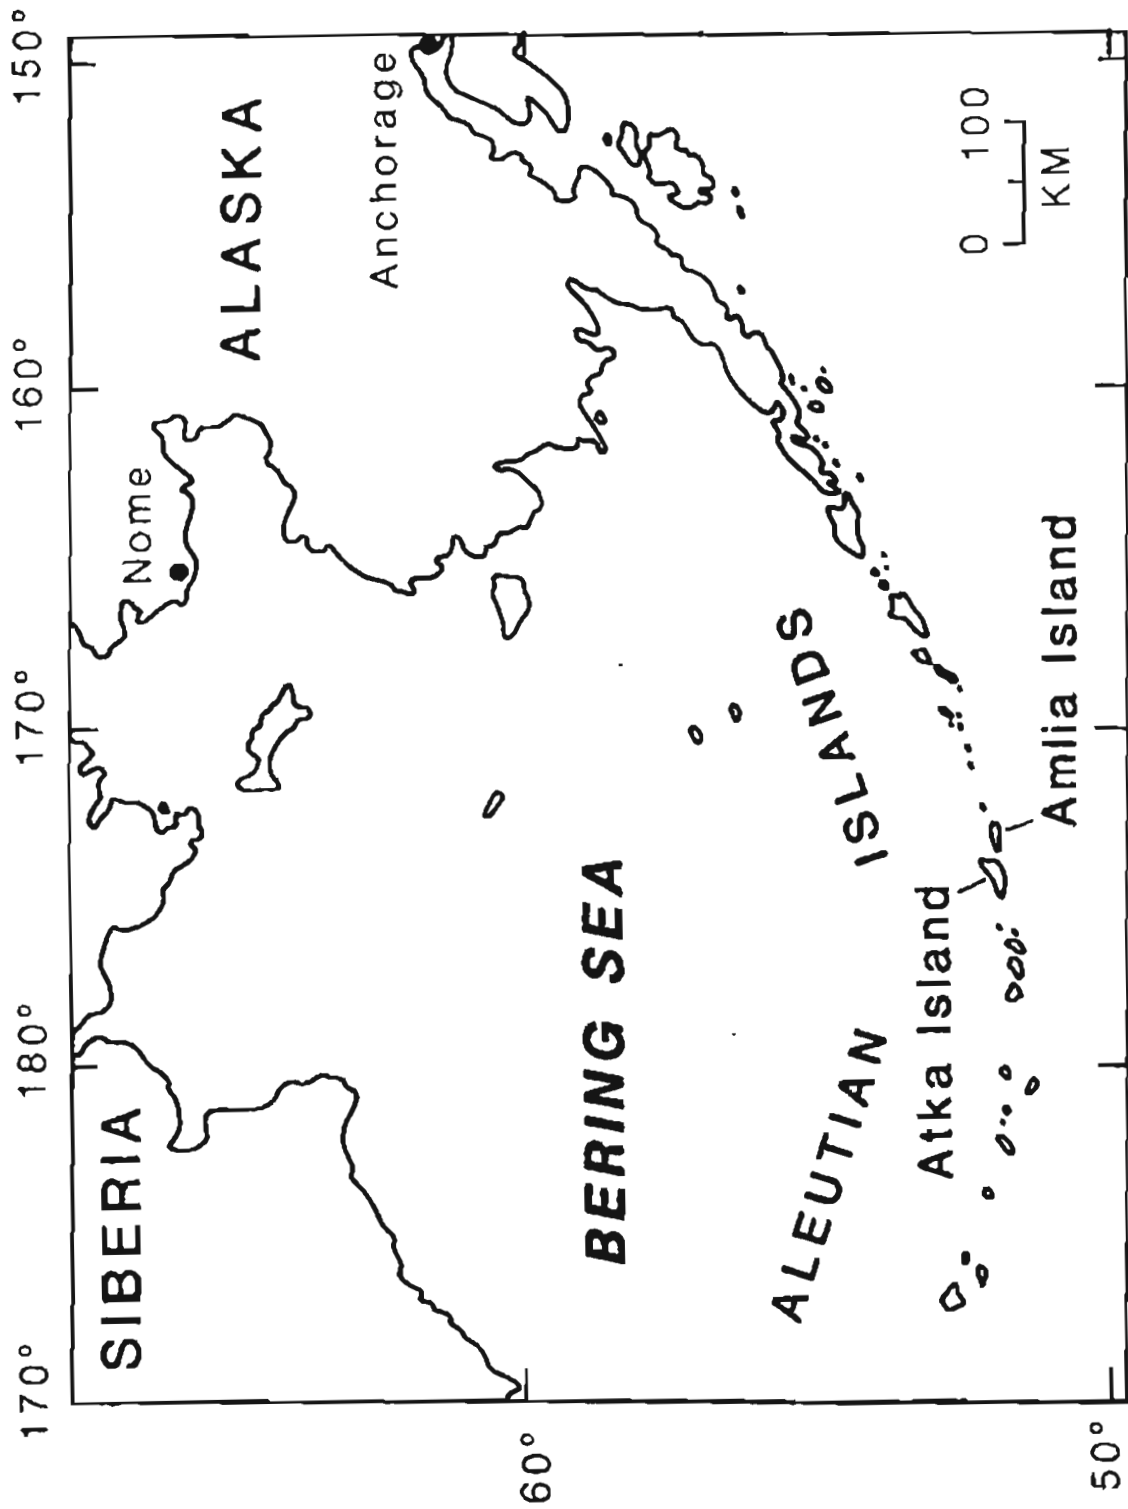 170° 180° 170° 160° 150°
SIBERIA
Nome
ALASKA
Anchorage
60°
BERING SEA
ALEUTIAN ISLANDS
Atka Island
0 100
KM
Amlia Island
50°